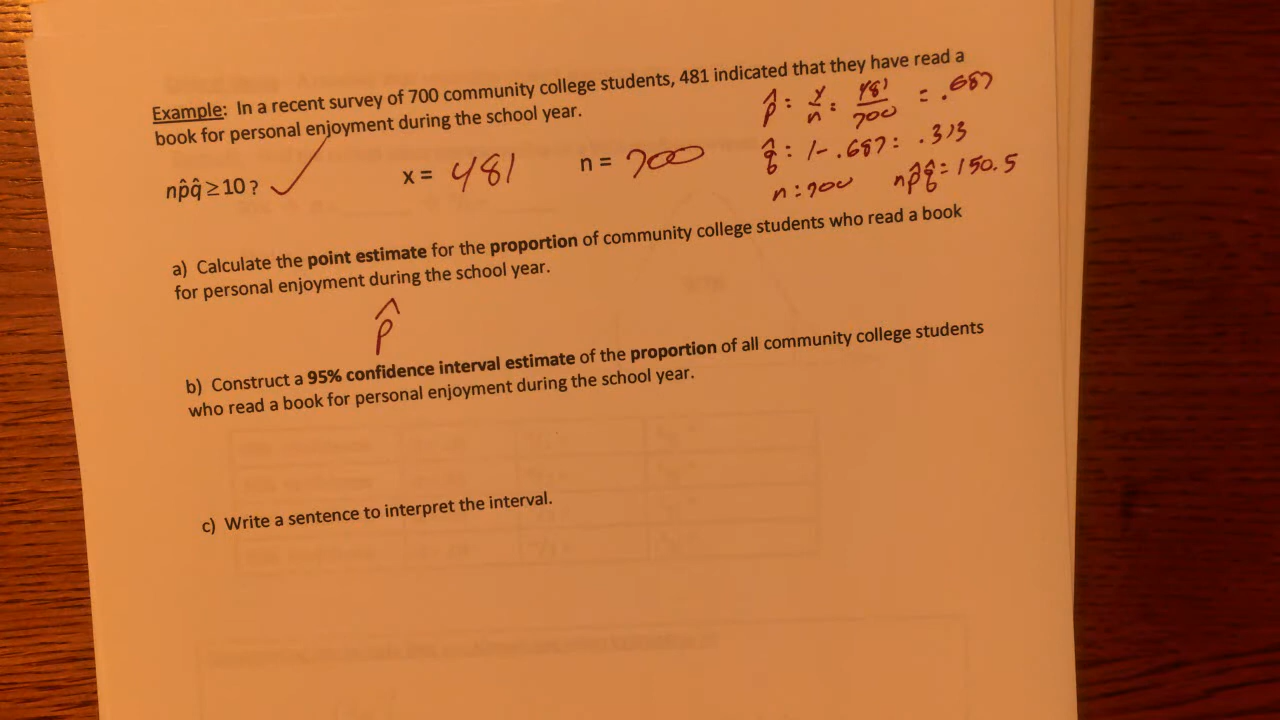 Example: In a recent survey of 700 community college students, 481 indicated that they have read a
book for personal enjoyment during the school year.
p̂ = x/n = 481/700 = .687
q̂ = 1 - .687 = .313
np̂q̂ ≥ 10 ? ✓ x = 481 n = 700
n = 700 np̂q̂ = 150.5
a) Calculate the point estimate for the proportion of community college students who read a book
for personal enjoyment during the school year.
p̂
b) Construct a 95% confidence interval estimate of the proportion of all community college students
who read a book for personal enjoyment during the school year.
c) Write a sentence to interpret the interval.